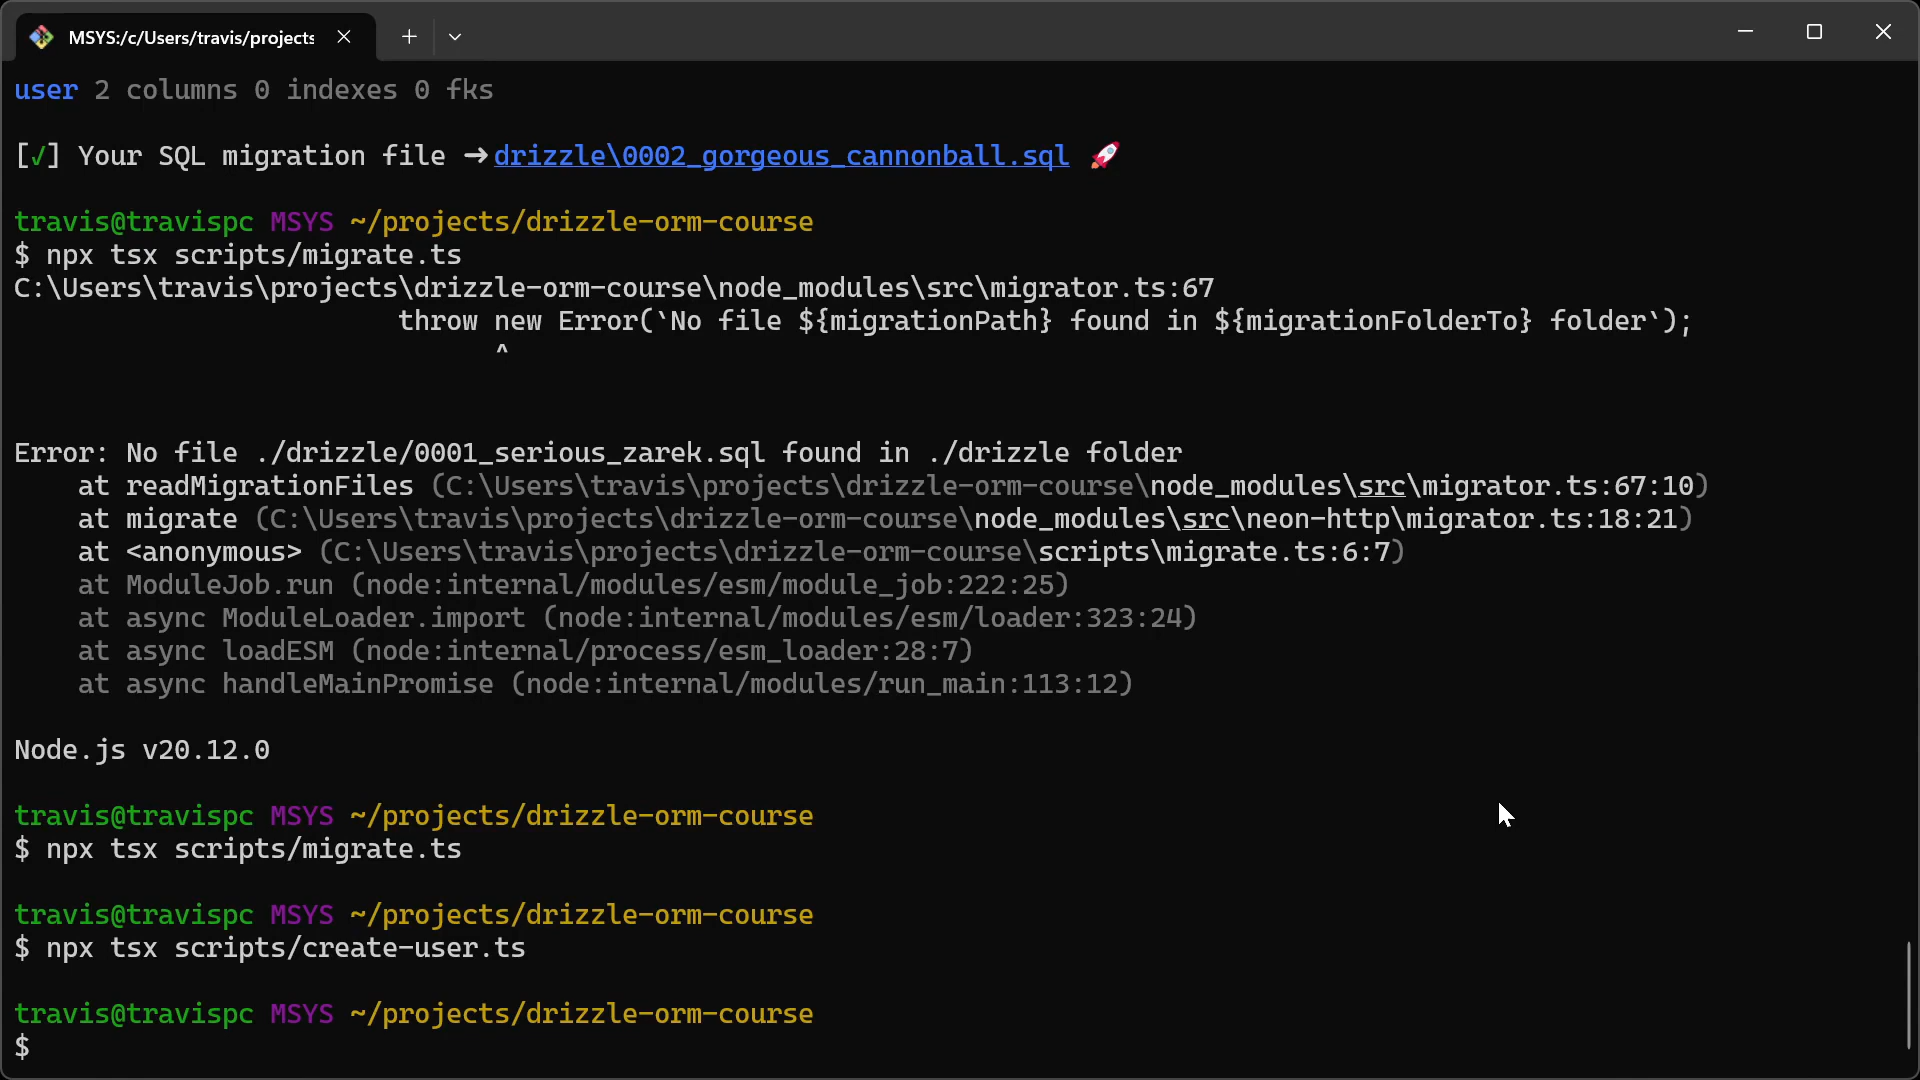 MSYS:/c/Users/travis/projects
user 2 columns 0 indexes 0 fks
[✓] Your SQL migration file ➜ drizzle\0002_gorgeous_cannonball.sql 🚀
travis@travispc MSYS ~/projects/drizzle-orm-course
$ npx tsx scripts/migrate.ts
C:\Users\travis\projects\drizzle-orm-course\node_modules\src\migrator.ts:67
throw new Error(`No file ${migrationPath} found in ${migrationFolderTo} folder`);
^
Error: No file ./drizzle/0001_serious_zarek.sql found in ./drizzle folder
at readMigrationFiles (C:\Users\travis\projects\drizzle-orm-course\node_modules\src\migrator.ts:67:10)
at migrate (C:\Users\travis\projects\drizzle-orm-course\node_modules\src\neon-http\migrator.ts:18:21)
at <anonymous> (C:\Users\travis\projects\drizzle-orm-course\scripts\migrate.ts:6:7)
at ModuleJob.run (node:internal/modules/esm/module_job:222:25)
at async ModuleLoader.import (node:internal/modules/esm/loader:323:24)
at async loadESM (node:internal/process/esm_loader:28:7)
at async handleMainPromise (node:internal/modules/run_main:113:12)
Node.js v20.12.0
travis@travispc MSYS ~/projects/drizzle-orm-course
$ npx tsx scripts/migrate.ts
travis@travispc MSYS ~/projects/drizzle-orm-course
$ npx tsx scripts/create-user.ts
travis@travispc MSYS ~/projects/drizzle-orm-course
$